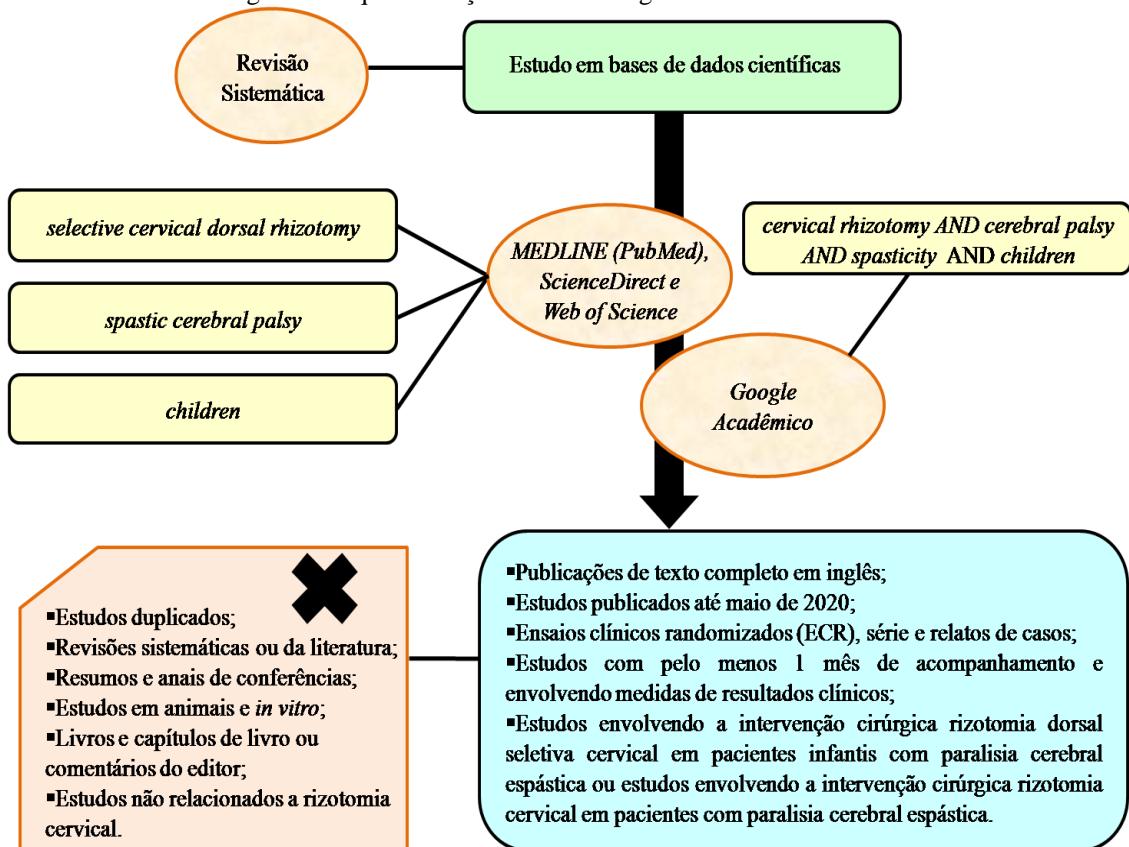 Revisão
Sistemática
Estudo em bases de dados científicas
selective cervical dorsal rhizotomy
spastic cerebral palsy
children
MEDLINE (PubMed),
ScienceDirect e
Web of Science
cervical rhizotomy AND cerebral palsy
AND spasticity AND children
Google
Acadêmico
▪Estudos duplicados;
▪Revisões sistemáticas ou da literatura;
▪Resumos e anais de conferências;
▪Estudos em animais e in vitro;
▪Livros e capítulos de livro ou
comentários do editor;
▪Estudos não relacionados a rizotomia
cervical.
▪Publicações de texto completo em inglês;
▪Estudos publicados até maio de 2020;
▪Ensaios clínicos randomizados (ECR), série e relatos de casos;
▪Estudos com pelo menos 1 mês de acompanhamento e
envolvendo medidas de resultados clínicos;
▪Estudos envolvendo a intervenção cirúrgica rizotomia dorsal
seletiva cervical em pacientes infantis com paralisia cerebral
espástica ou estudos envolvendo a intervenção cirúrgica rizotomia
cervical em pacientes com paralisia cerebral espástica.